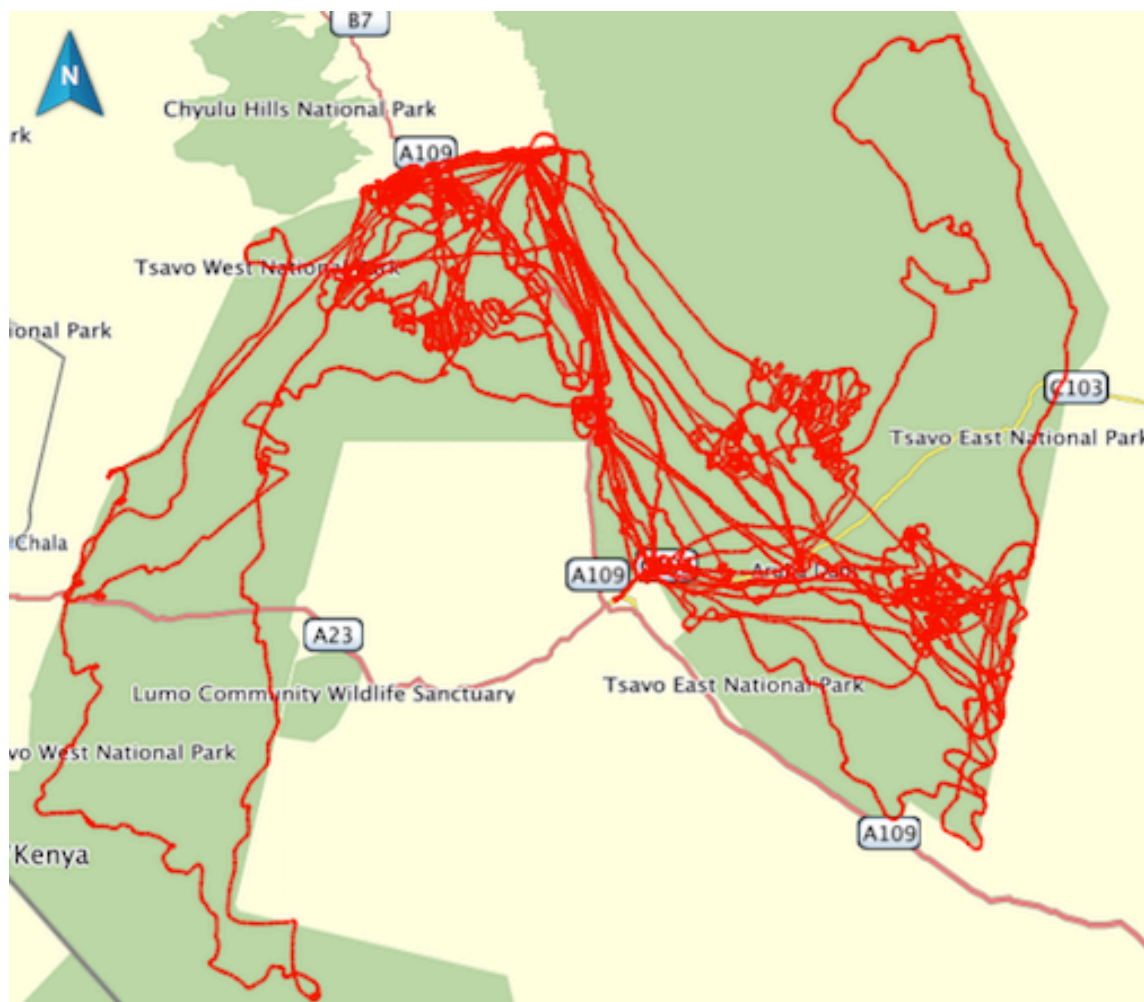 B7
N
Chyulu Hills National Park
rk
A109
Tsavo West National Park
ional Park
C103
Tsavo East National Park
Chala
A109
A23
Tsavo East National Park
Lumo Community Wildlife Sanctuary
vo West National Park
A109
Kenya